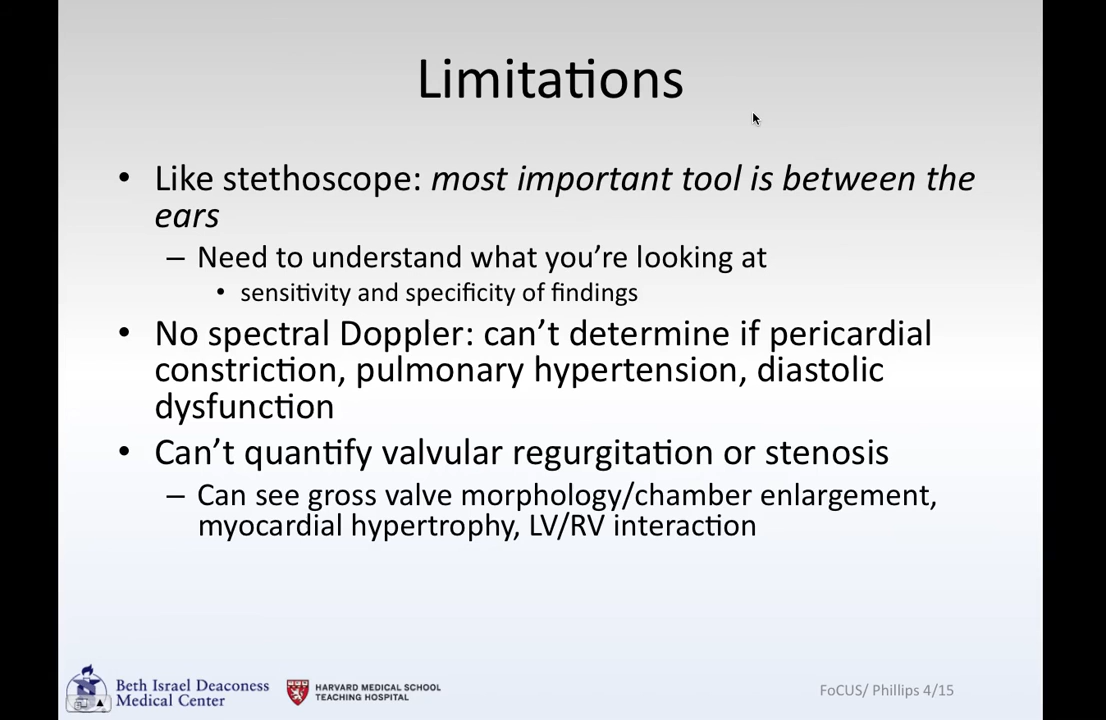 Limitations
• Like stethoscope: most important tool is between the
ears
– Need to understand what you’re looking at
• sensitivity and specificity of findings
• No spectral Doppler: can’t determine if pericardial
constriction, pulmonary hypertension, diastolic
dysfunction
• Can’t quantify valvular regurgitation or stenosis
– Can see gross valve morphology/chamber enlargement,
myocardial hypertrophy, LV/RV interaction
Beth Israel Deaconess
Medical Center
HARVARD MEDICAL SCHOOL
TEACHING HOSPITAL
FoCUS/ Phillips 4/15